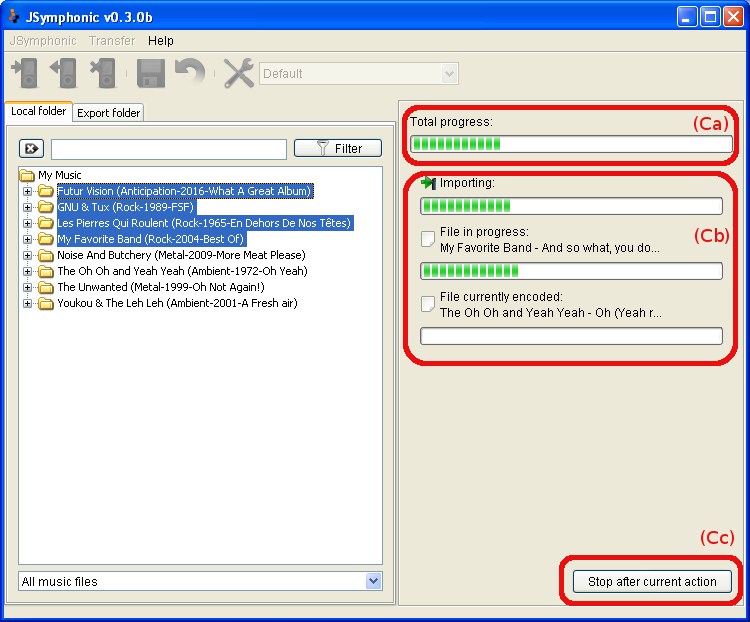 JSymphonic v0.3.0b
JSymphonic Transfer Help
Default
Local folder Export folder
Filter
My Music
Futur Vision (Anticipation-2016-What A Great Album)
GNU & Tux (Rock-1989-FSF)
Les Pierres Qui Roulent (Rock-1965-En Dehors De Nos Têtes)
My Favorite Band (Rock-2004-Best Of)
Noise And Butchery (Metal-2009-More Meat Please)
The Oh Oh and Yeah Yeah (Ambient-1972-Oh Yeah)
The Unwanted (Metal-1999-Oh Not Again!)
Youkou & The Leh Leh (Ambient-2001-A Fresh air)
All music files
Total progress:
(Ca)
Importing:
(Cb)
File in progress:
My Favorite Band - And so what, you do...
File currently encoded:
The Oh Oh and Yeah Yeah - Oh (Yeah r...
(Cc)
Stop after current action